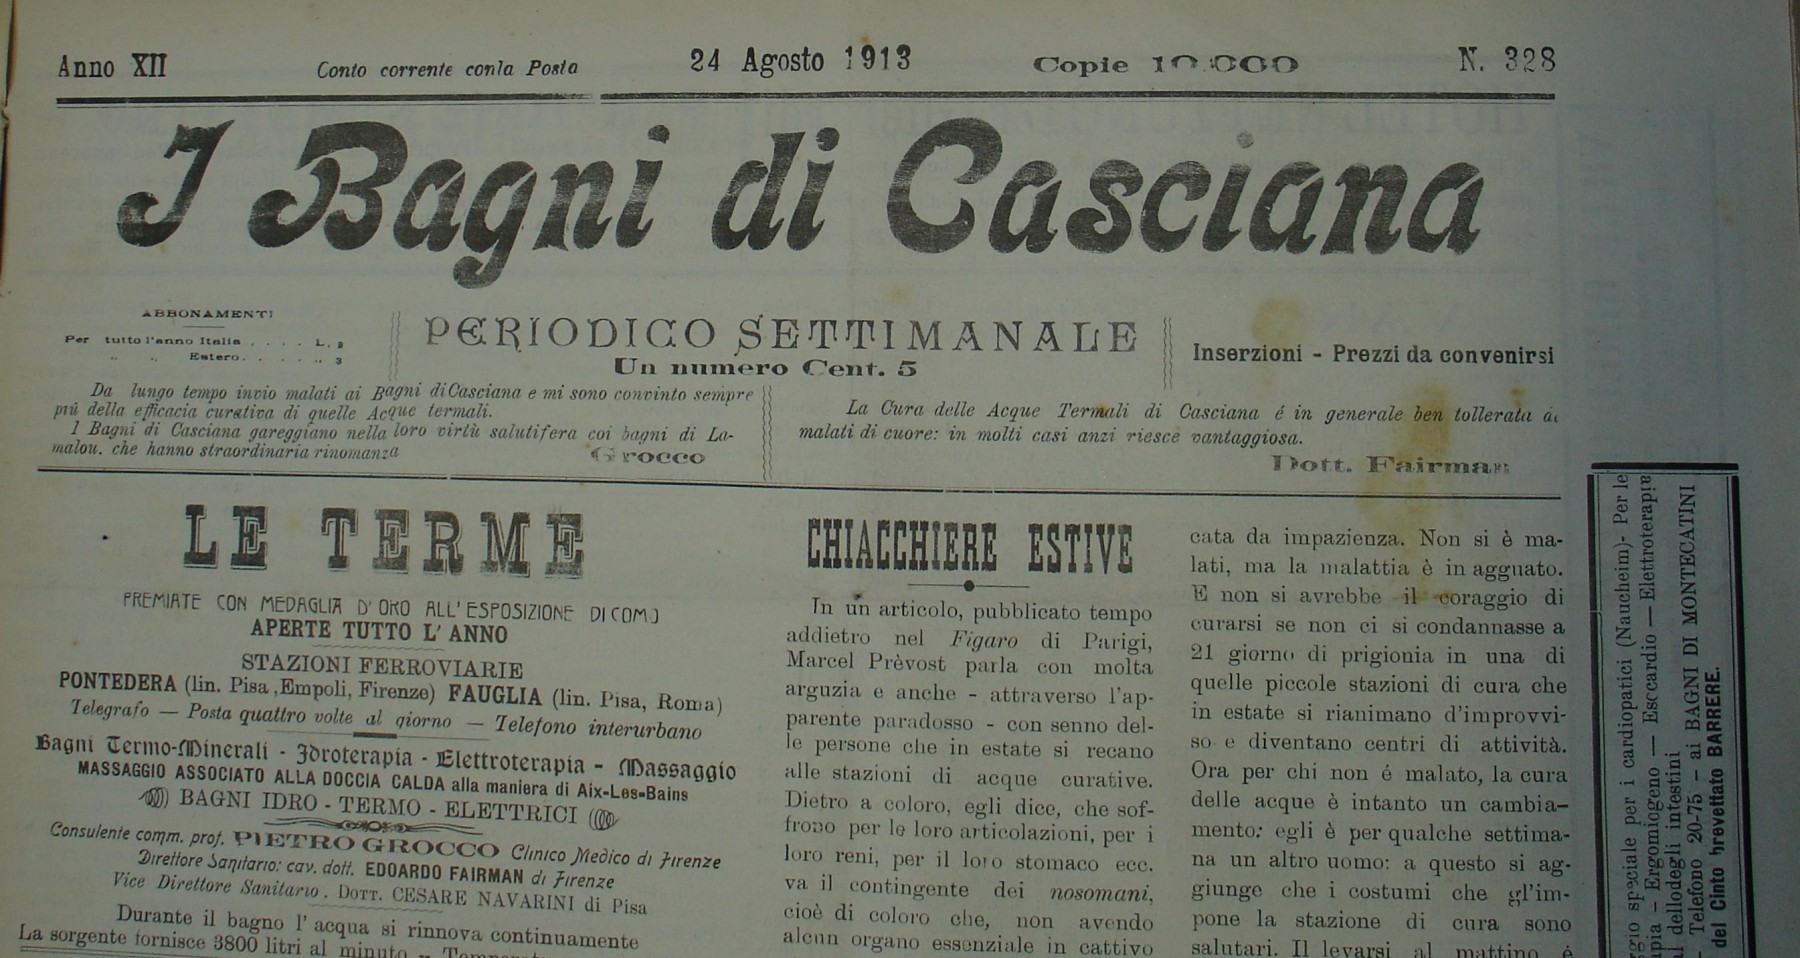 Anno XII
Conto corrente conla Posta
24 Agosto 1913
Copie 10.000
N. 328
I Bagni di Casciana
ABBONAMENTI
Per tutto l'anno Italia . . . . L. 2
„ „ Estero. . . . . „ 3
PERIODICO SETTIMANALE
Un numero Cent. 5
Inserzioni - Prezzi da convenirsi
Da lungo tempo invio malati ai Bagni di Casciana e mi sono convinto sempre
piú della efficacia curativa di quelle Acque termali.
I Bagni di Casciana gareggiano nella loro virtù salutifera coi bagni di La-
malou. che hanno straordinaria rinomanza
Grocco
La Cura delle Acque Termali di Casciana é in generale ben tollerata ai
malati di cuore: in molti casi anzi riesce vantaggiosa.
Dott. Fairman
LE TERME
PREMIATE CON MEDAGLIA D'ORO ALL'ESPOSIZIONE DI COMO
APERTE TUTTO L'ANNO
STAZIONI FERROVIARIE
PONTEDERA (lin. Pisa, Empoli, Firenze) FAUGLIA (lin. Pisa, Roma)
Telegrafo — Posta quattro volte al giorno — Telefono interurbano
Bagni Termo-Minerali - Idroterapia - Elettroterapia - Massaggio
MASSAGGIO ASSOCIATO ALLA DOCCIA CALDA alla maniera di Aix-Les-Bains
BAGNI IDRO - TERMO - ELETTRICI
Consulente comm. prof. PIETRO GROCCO Clinico Medico di Firenze
Direttore Sanitario: cav. dott. EDOARDO FAIRMAN di Firenze
Vice Direttore Sanitario. DOTT. CESARE NAVARINI di Pisa
Durante il bagno l'acqua si rinnova continuamente
La sorgente fornisce 3800 litri al minuto
CHIACCHIERE ESTIVE
In un articolo, pubblicato tempo
addietro nel Figaro di Parigi,
Marcel Prèvost parla con molta
arguzia e anche - attraverso l'ap-
parente paradosso - con senno del-
le persone che in estate si recano
alle stazioni di acque curative.
Dietro a coloro, egli dice, che sof-
frono per le loro articolazioni, per i
loro reni, per il loro stomaco ecc.
va il contingente dei nosomani,
cioè di coloro che, non avendo
alcun organo essenziale in cattivo
cata da impazienza. Non si è ma-
lati, ma la malattia è in agguato.
E non si avrebbe il coraggio di
curarsi se non ci si condannasse a
21 giorno di prigionia in una di
quelle piccole stazioni di cura che
in estate si rianimano d'improvvi-
so e diventano centri di attività.
Ora per chi non é malato, la cura
delle acque è intanto un cambia-
mento: egli è per qualche settima-
na un altro uomo: a questo si ag-
giunge che i costumi che gl'im-
pone la stazione di cura sono
salutari. Il levarsi al mattino é
speciale per i cardiopatici (Naucheim)- Per le
- Ergomiogeno — Esccardio — Elettroterapia
dellodegli intestini
Telefono 20-75 — ai BAGNI DI MONTECATINI
del Cinto brevettato BARRERE.